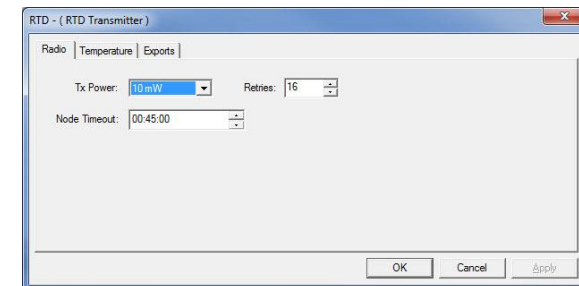 RTD - ( RTD Transmitter )
Radio Temperature Exports
Tx Power: 10 mW Retries: 16
Node Timeout: 00:45:00
OK Cancel Apply